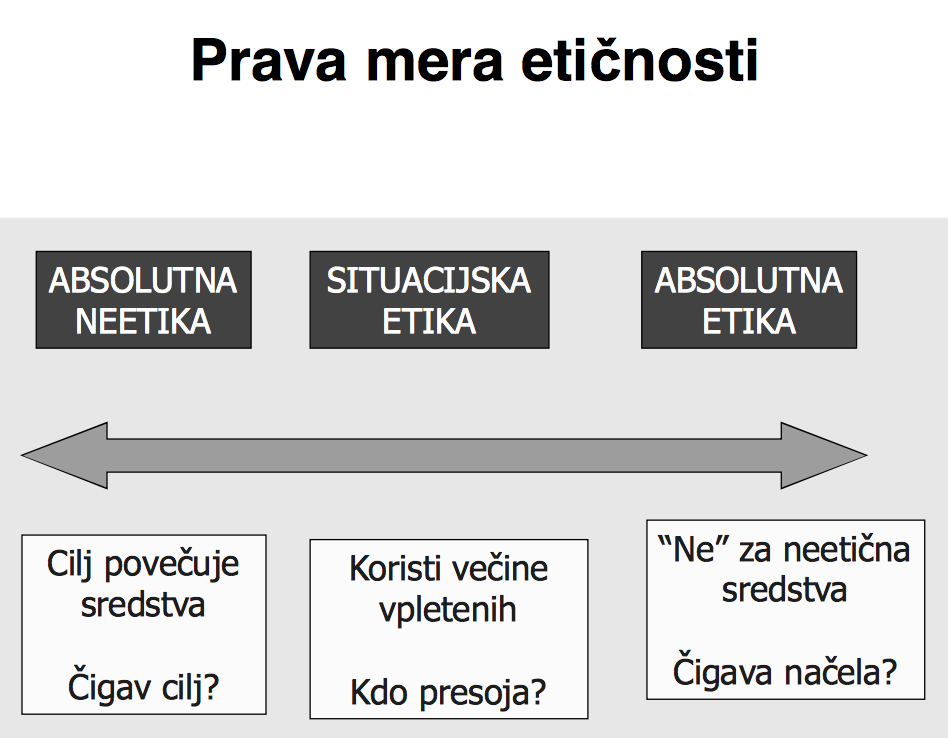 Prava mera etičnosti
ABSOLUTNA
NEETIKA
SITUACIJSKA
ETIKA
ABSOLUTNA
ETIKA
Cilj povečuje
sredstva
Čigav cilj?
Koristi večine
vpletenih
Kdo presoja?
“Ne” za neetična
sredstva
Čigava načela?